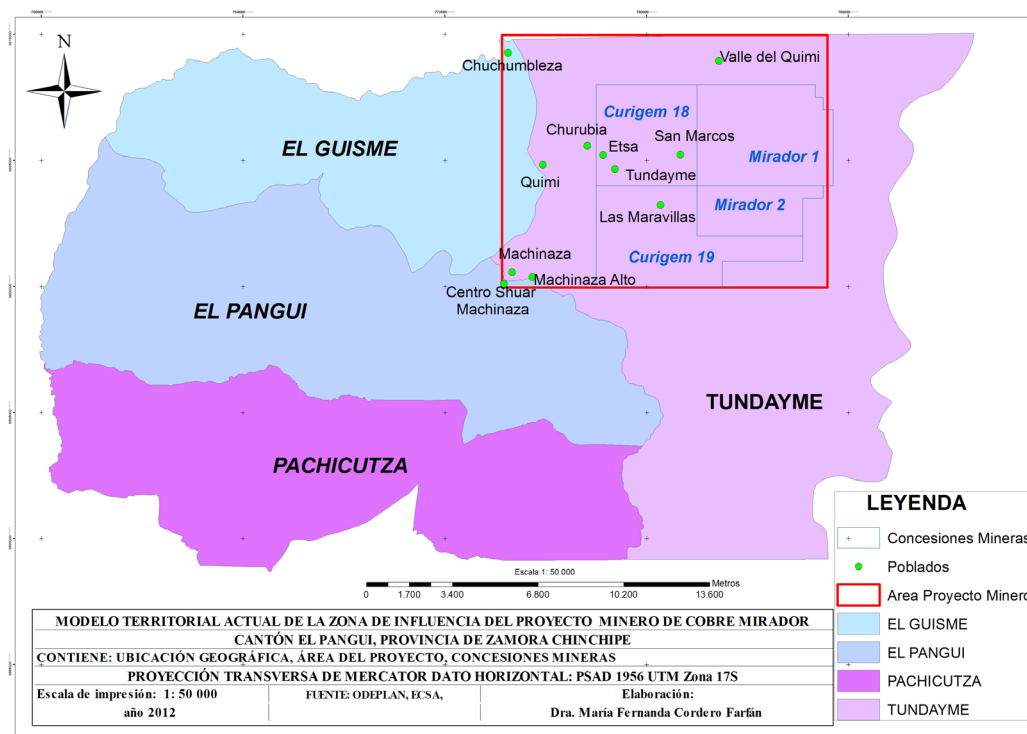 N
Chuchumbleza
Valle del Quimi
Curigem 18
Churubia
San Marcos
Etsa
EL GUISME
Mirador 1
Quimi
Tundayme
Mirador 2
Las Maravillas
Machinaza
Curigem 19
Machinaza Alto
Centro Shuar
Machinaza
EL PANGUI
TUNDAYME
PACHICUTZA
LEYENDA
Concesiones Mineras
Poblados
Area Proyecto Minero
EL GUISME
EL PANGUI
PACHICUTZA
TUNDAYME
Escala 1: 50 000
Metros
0 1.700 3.400 6.800 10.200 13.600
MODELO TERRITORIAL ACTUAL DE LA ZONA DE INFLUENCIA DEL PROYECTO MINERO DE COBRE MIRADOR
CANTÓN EL PANGUI, PROVINCIA DE ZAMORA CHINCHIPE
CONTIENE: UBICACIÓN GEOGRÁFICA, ÁREA DEL PROYECTO, CONCESIONES MINERAS
PROYECCIÓN TRANSVERSA DE MERCATOR DATO HORIZONTAL: PSAD 1956 UTM Zona 17S
Escala de impresión: 1: 50 000
año 2012
FUENTE: ODEPLAN, ECSA,
Elaboración:
Dra. María Fernanda Cordero Farfán